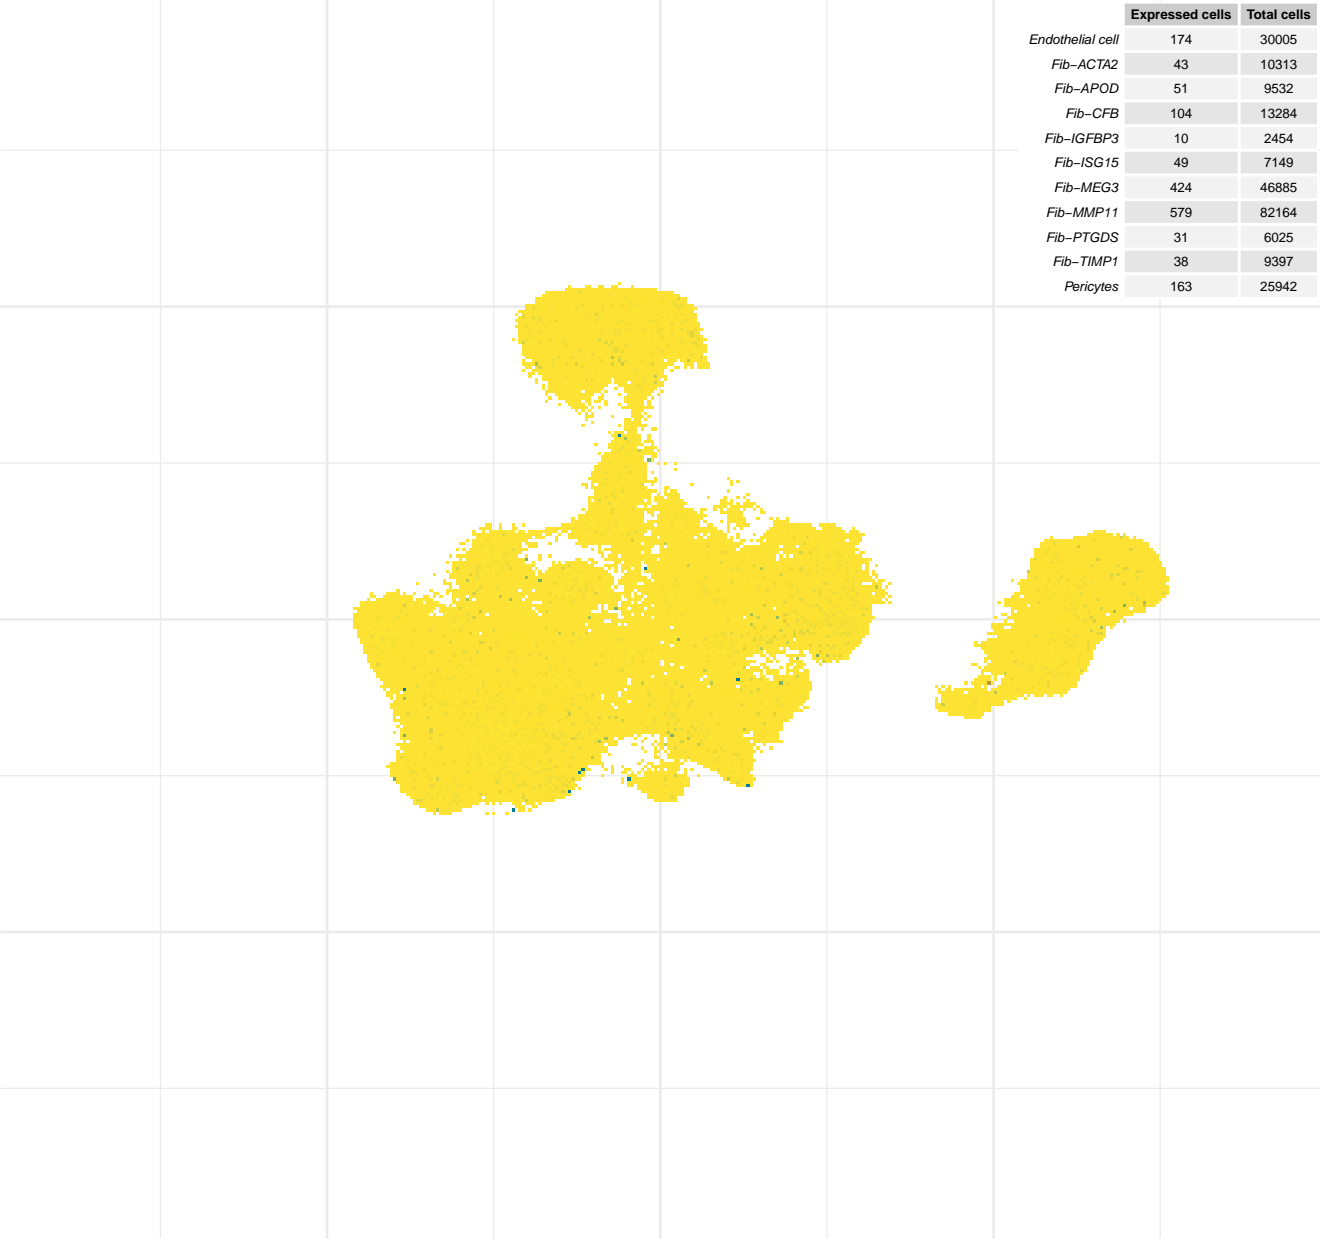 Expressed cells Total cells
Endothelial cell 174 30005
Fib−ACTA2 43 10313
Fib−APOD 51 9532
Fib−CFB 104 13284
Fib−IGFBP3 10 2454
Fib−ISG15 49 7149
Fib−MEG3 424 46885
Fib−MMP11 579 82164
Fib−PTGDS 31 6025
Fib−TIMP1 38 9397
Pericytes 163 25942